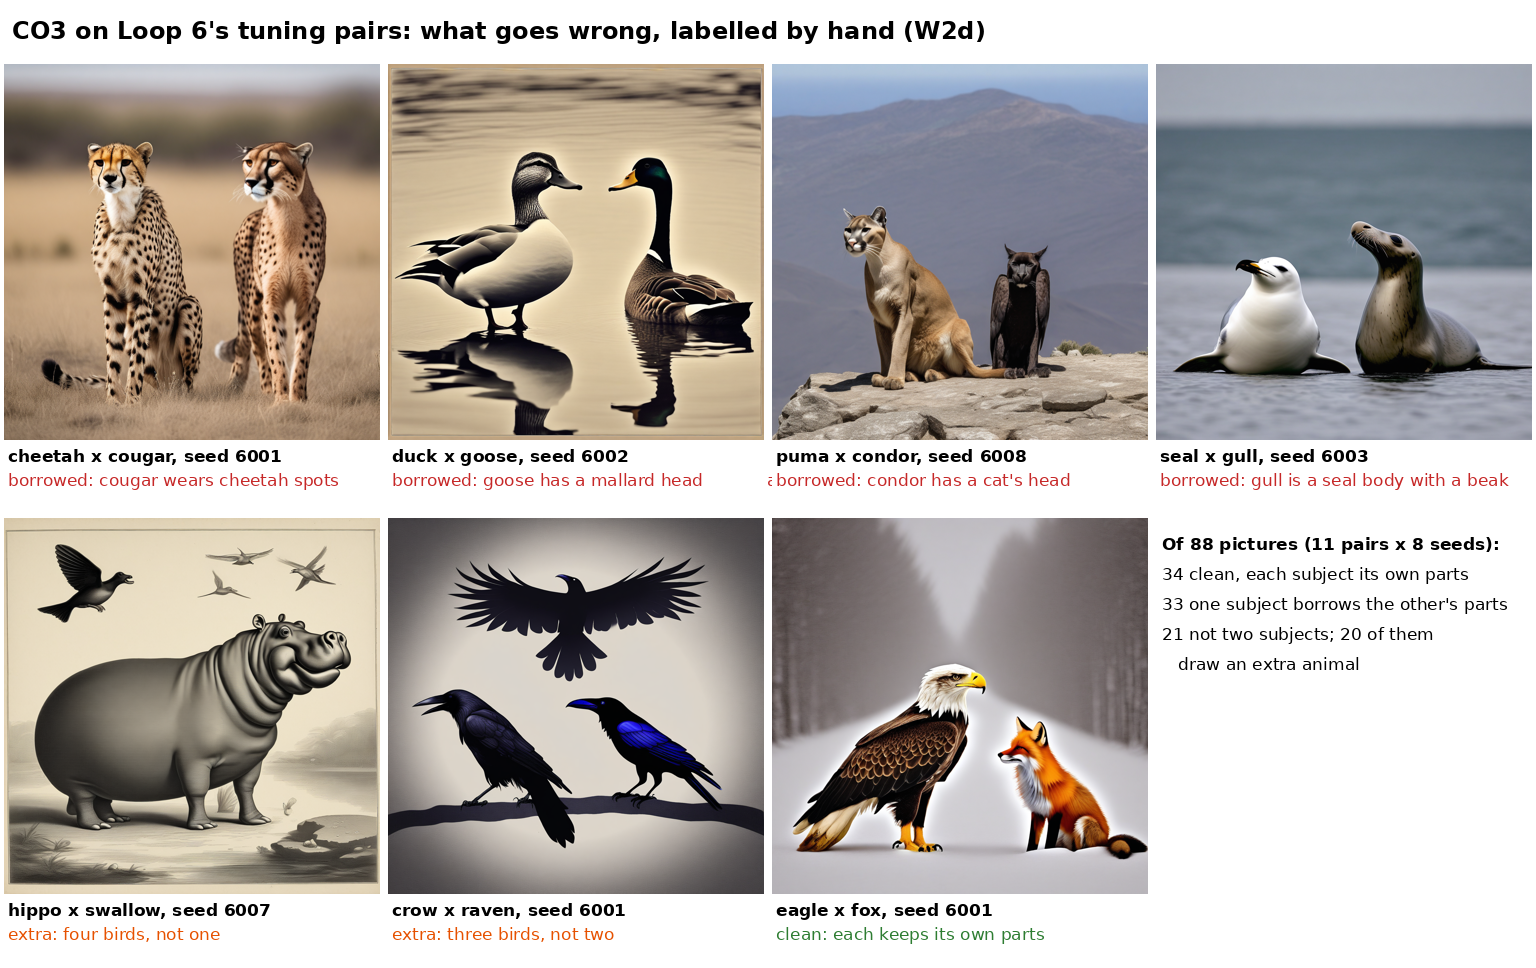 CO3 on Loop 6's tuning pairs: what goes wrong, labelled by hand (W2d)
cheetah x cougar, seed 6001
borrowed: cougar wears cheetah spots
duck x goose, seed 6002
borrowed: goose has a mallard head
puma x condor, seed 6008
borrowed: condor has a cat's head
seal x gull, seed 6003
borrowed: gull is a seal body with a beak
hippo x swallow, seed 6007
extra: four birds, not one
crow x raven, seed 6001
extra: three birds, not two
eagle x fox, seed 6001
clean: each keeps its own parts
Of 88 pictures (11 pairs x 8 seeds):
34 clean, each subject its own parts
33 one subject borrows the other's parts
21 not two subjects; 20 of them
draw an extra animal